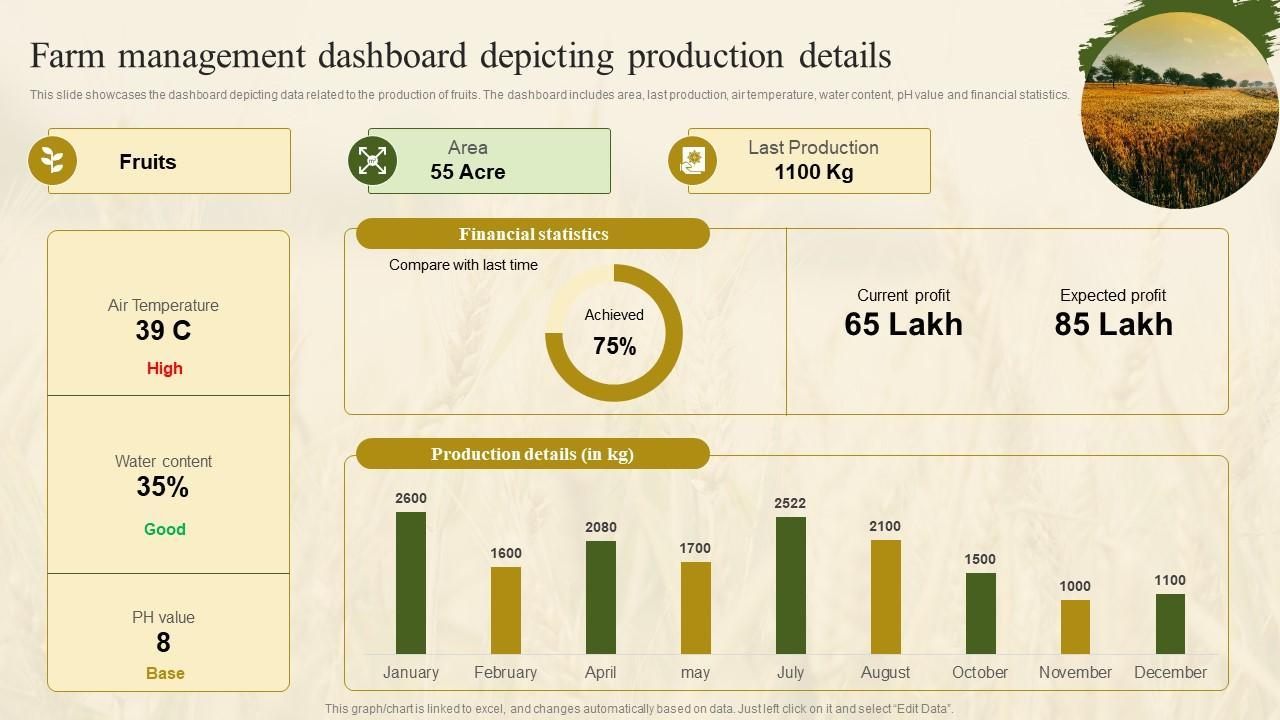 Farm management dashboard depicting production details
This slide showcases the dashboard depicting data related to the production of fruits. The dashboard includes area, last production, air temperature, water content, pH value and financial statistics.
Fruits
Area
55 Acre
Last Production
1100 Kg
Air Temperature
39 C
High
Water content
35%
Good
PH value
8
Base
Financial statistics
Compare with last time
Achieved
75%
Current profit
65 Lakh
Expected profit
85 Lakh
Production details (in kg)
2600
1600
2080
1700
2522
2100
1500
1000
1100
January
February
April
may
July
August
October
November
December
This graph/chart is linked to excel, and changes automatically based on data. Just left click on it and select “Edit Data”.